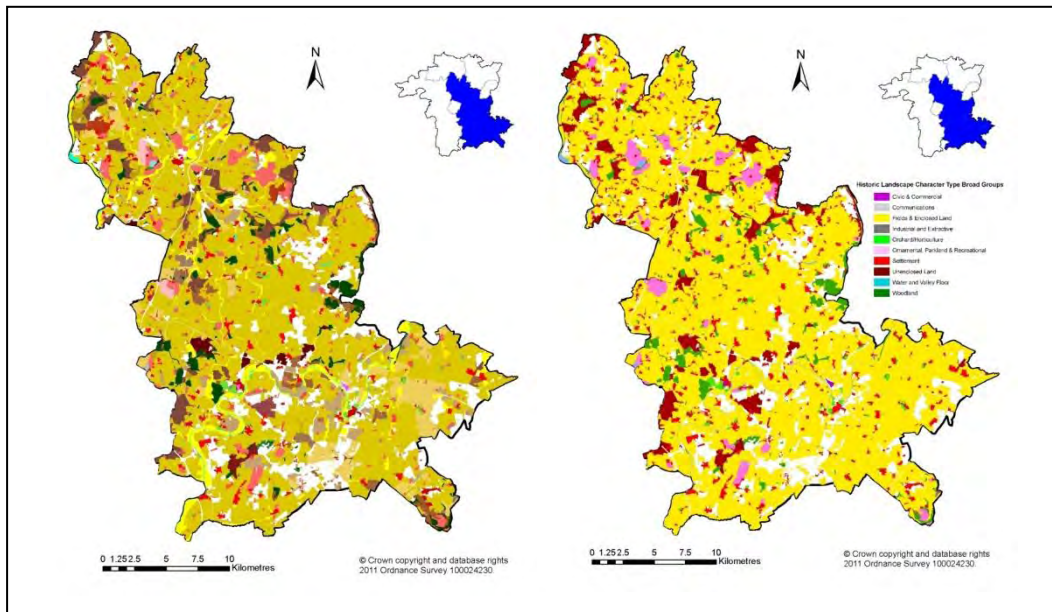 N
0 1.25 2.5 5 7.5 10
Kilometres
© Crown copyright and database rights
2011 Ordnance Survey 100024230.
N
Historic Landscape Character Type Broad Groups
Civic & Commercial
Communications
Fields & Enclosed Land
Industrial and Extractive
Orchard/Horticulture
Ornamental, Parkland & Recreational
Settlement
Unenclosed Land
Water and Valley Floor
Woodland
0 1.25 2.5 5 7.5 10
Kilometres
© Crown copyright and database rights
2011 Ordnance Survey 100024230.